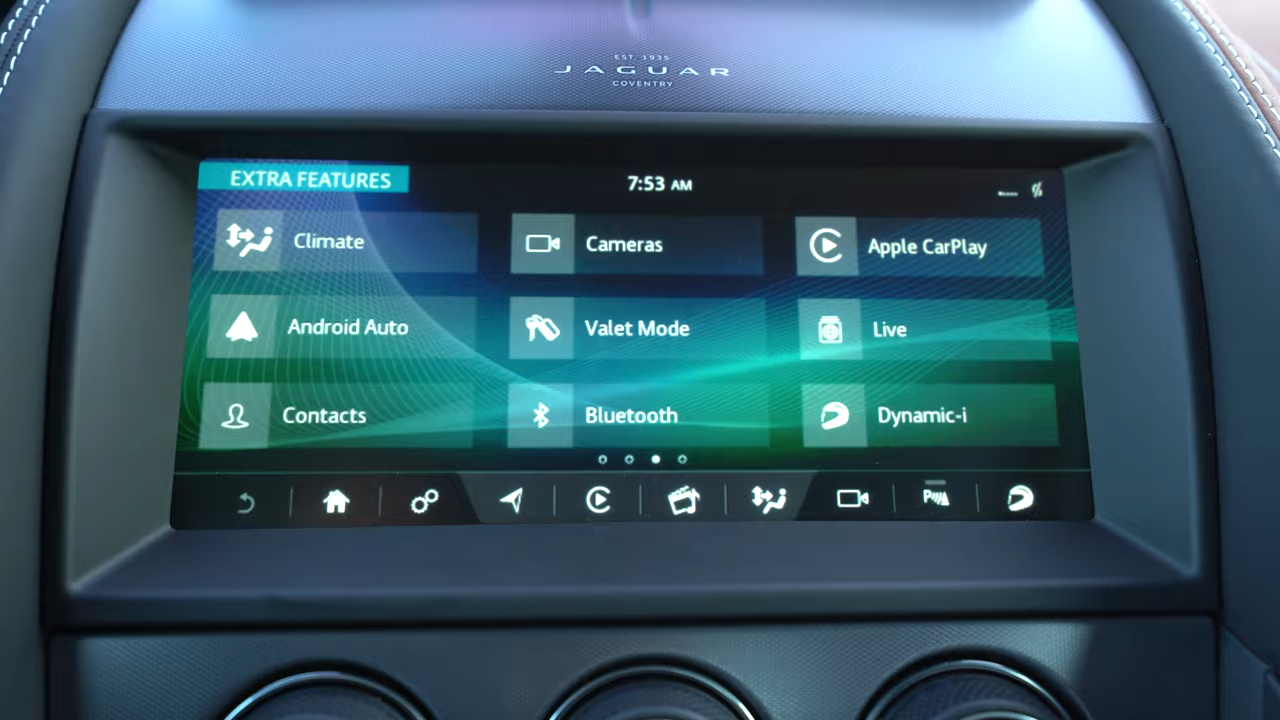 EST. 1935
JAGUAR
COVENTRY
EXTRA FEATURES
7:53 AM
Climate
Cameras
Apple CarPlay
Android Auto
Valet Mode
Live
Contacts
Bluetooth
Dynamic-i